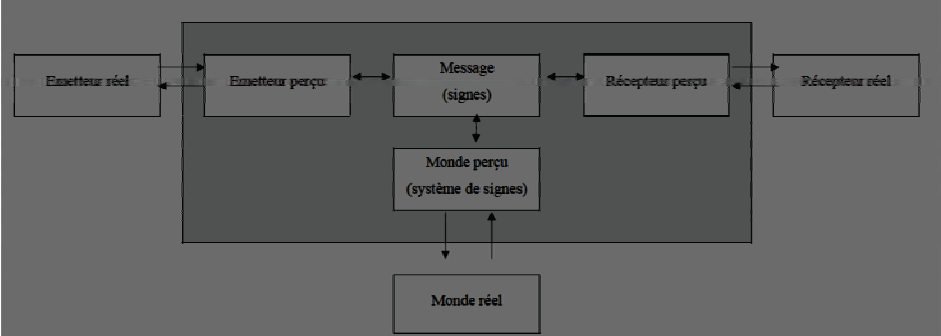 Emetteur réel
Emetteur perçu
Message
(signes)
Récepteur perçu
Récepteur réel
Monde perçu
(système de signes)
Monde réel